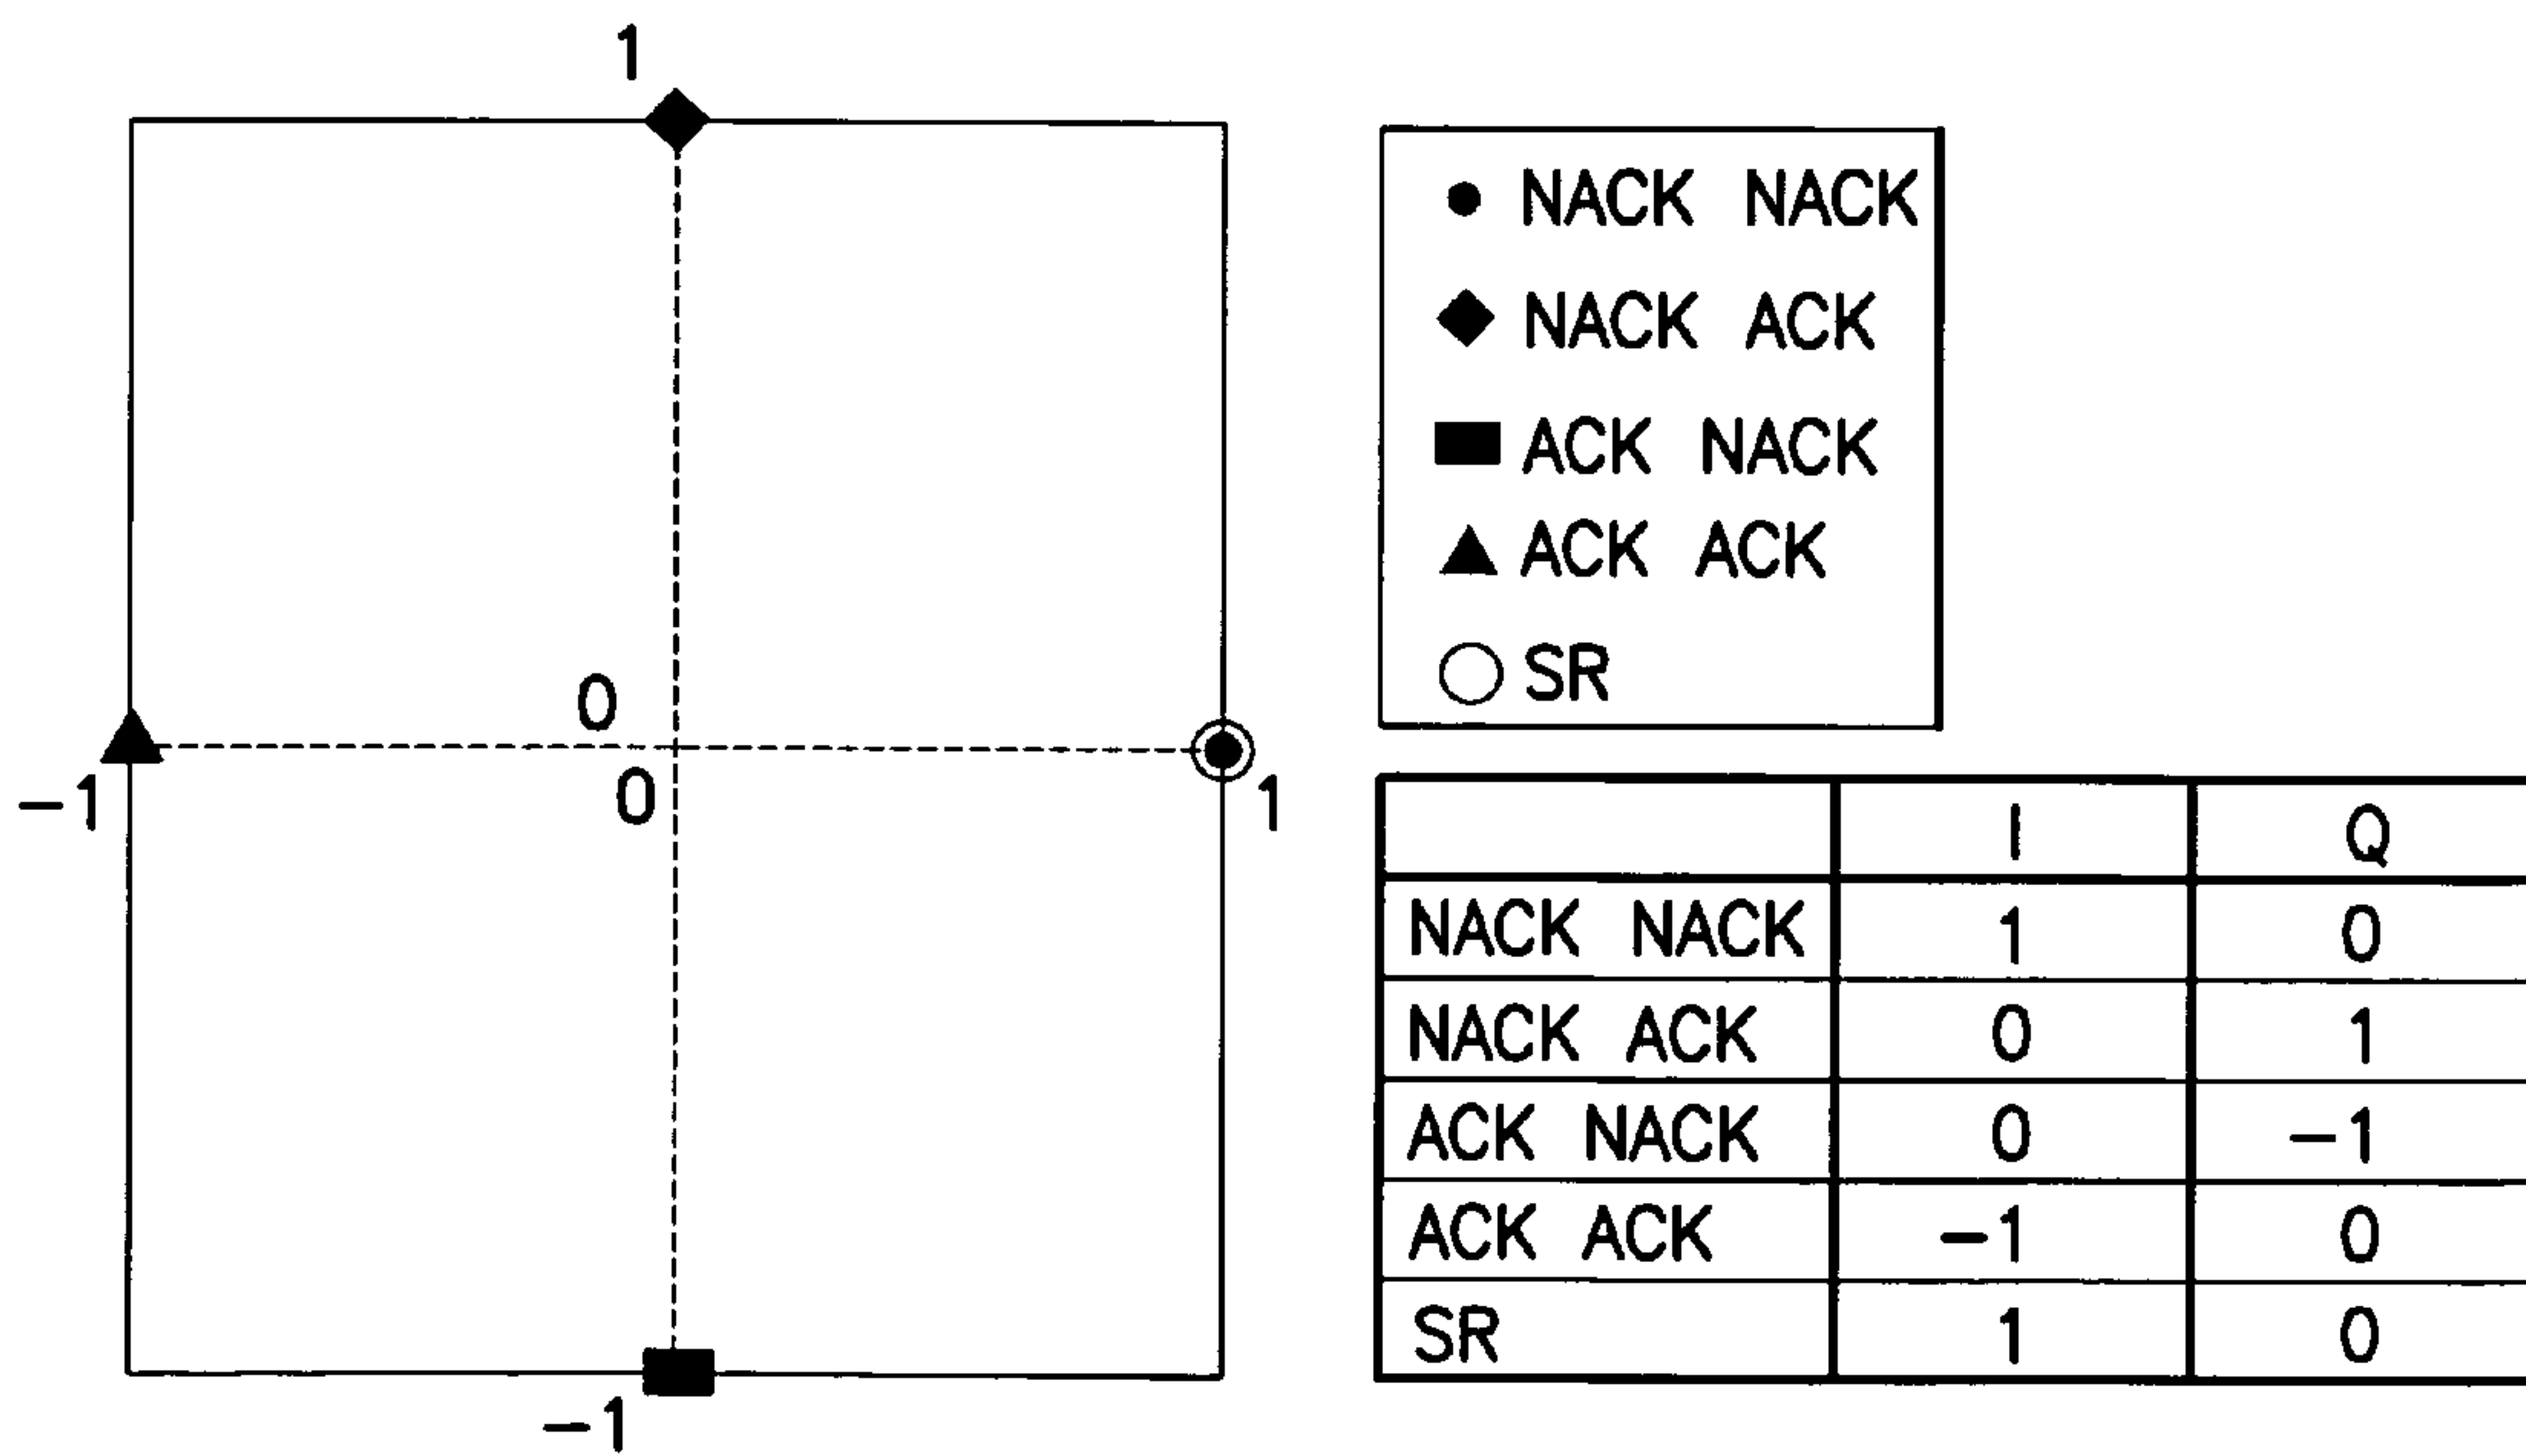 1
0
0
-1
1
-1
NACK NACK
NACK ACK
ACK NACK
ACK ACK
SR
I Q
NACK NACK 1 0
NACK ACK 0 1
ACK NACK 0 -1
ACK ACK -1 0
SR 1 0